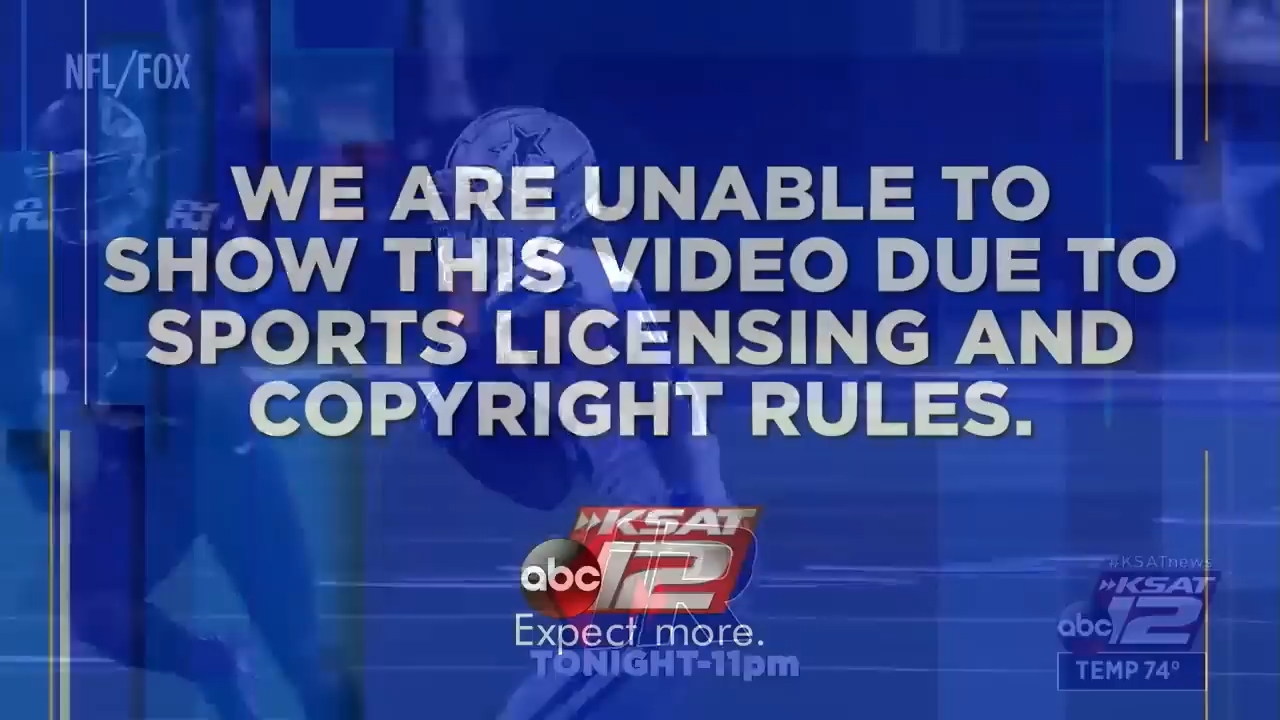 NFL/FOX
WE ARE UNABLE TO
SHOW THIS VIDEO DUE TO
SPORTS LICENSING AND
COPYRIGHT RULES.
KSAT
abc 12
Expect more.
TONIGHT-11pm
#KSATnews
KSAT
abc 12
TEMP 74°